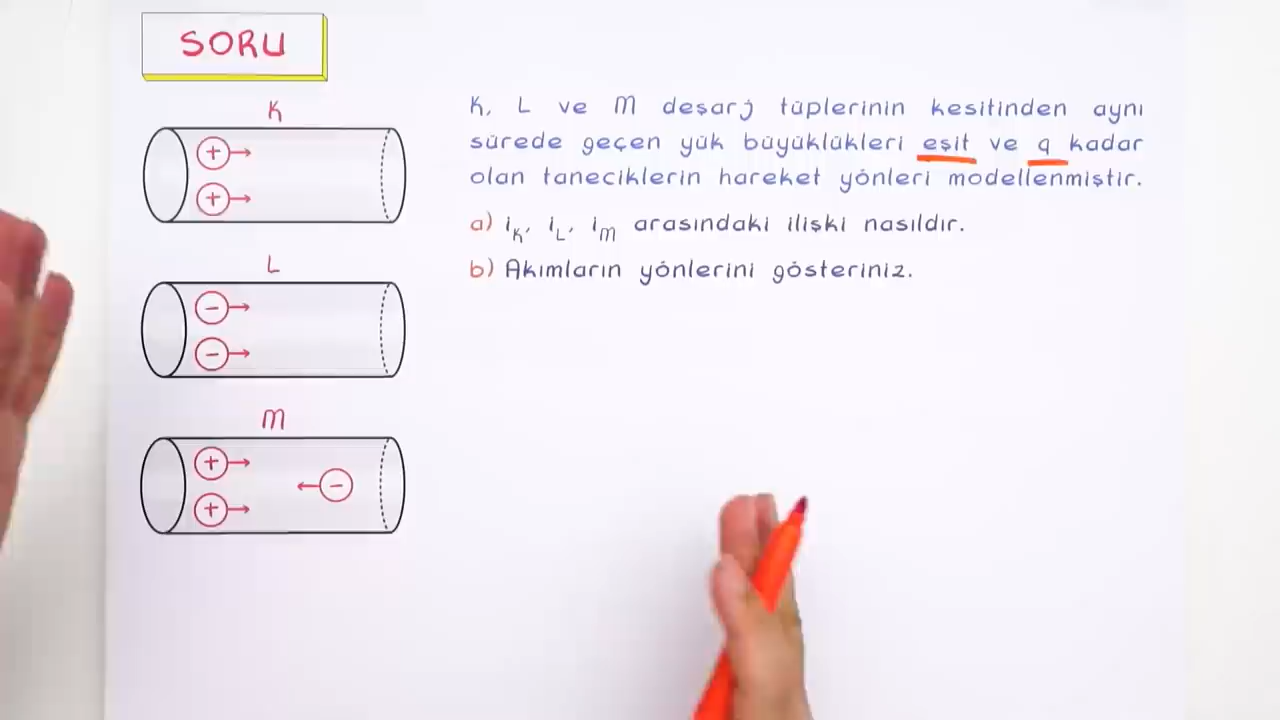 SORU
K
L
M
K, L ve M deşarj tüplerinin kesitinden aynı
sürede geçen yük büyüklükleri eşit ve q kadar
olan taneciklerin hareket yönleri modellenmiştir.
a) iK, iL, iM arasındaki ilişki nasıldır.
b) Akımların yönlerini gösteriniz.
+
+
-
-
+
-
+